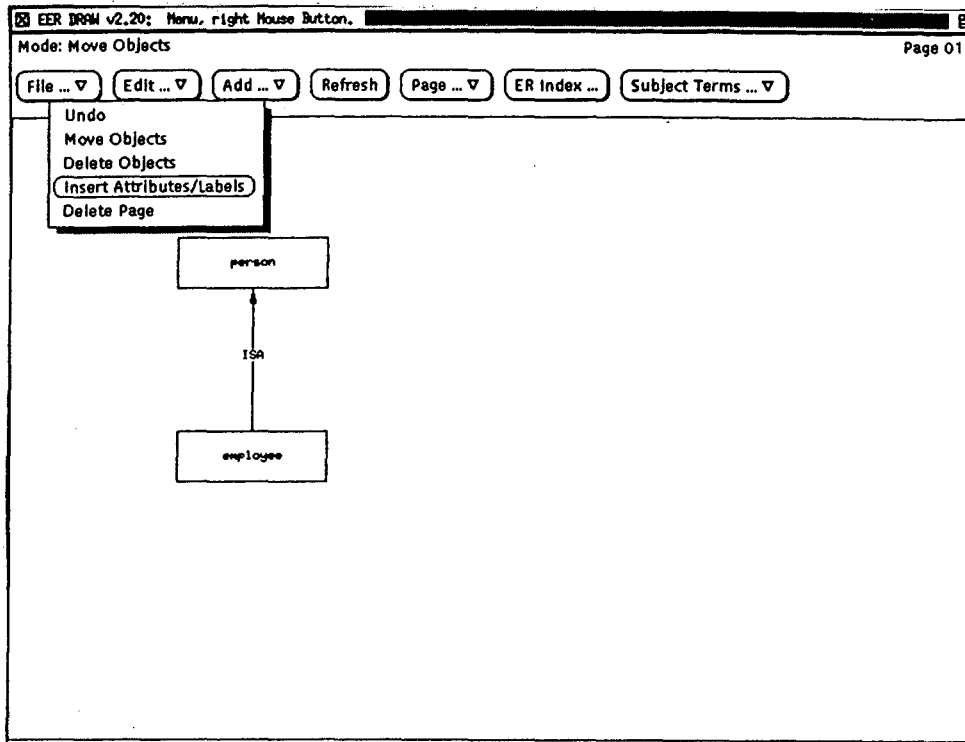 EER DRAW v2.20: Menu, right Mouse Button.
Mode: Move Objects Page 01
File ... Edit ... Add ... Refresh Page ... ER Index ... Subject Terms ...
Undo
Move Objects
Delete Objects
Insert Attributes/Labels
Delete Page
person
ISA
employee